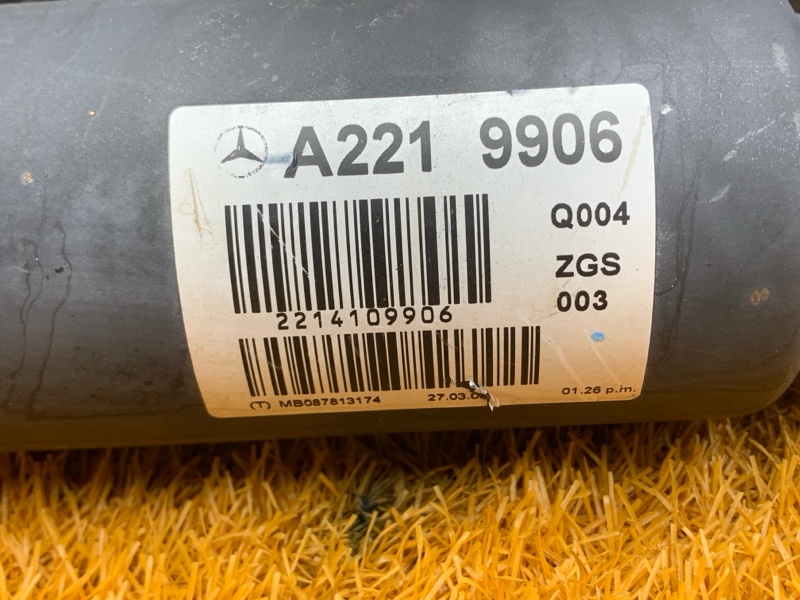 A221 9906
Q004
ZGS
003
2214109906
(T) MB087813174 01.26 p.m.